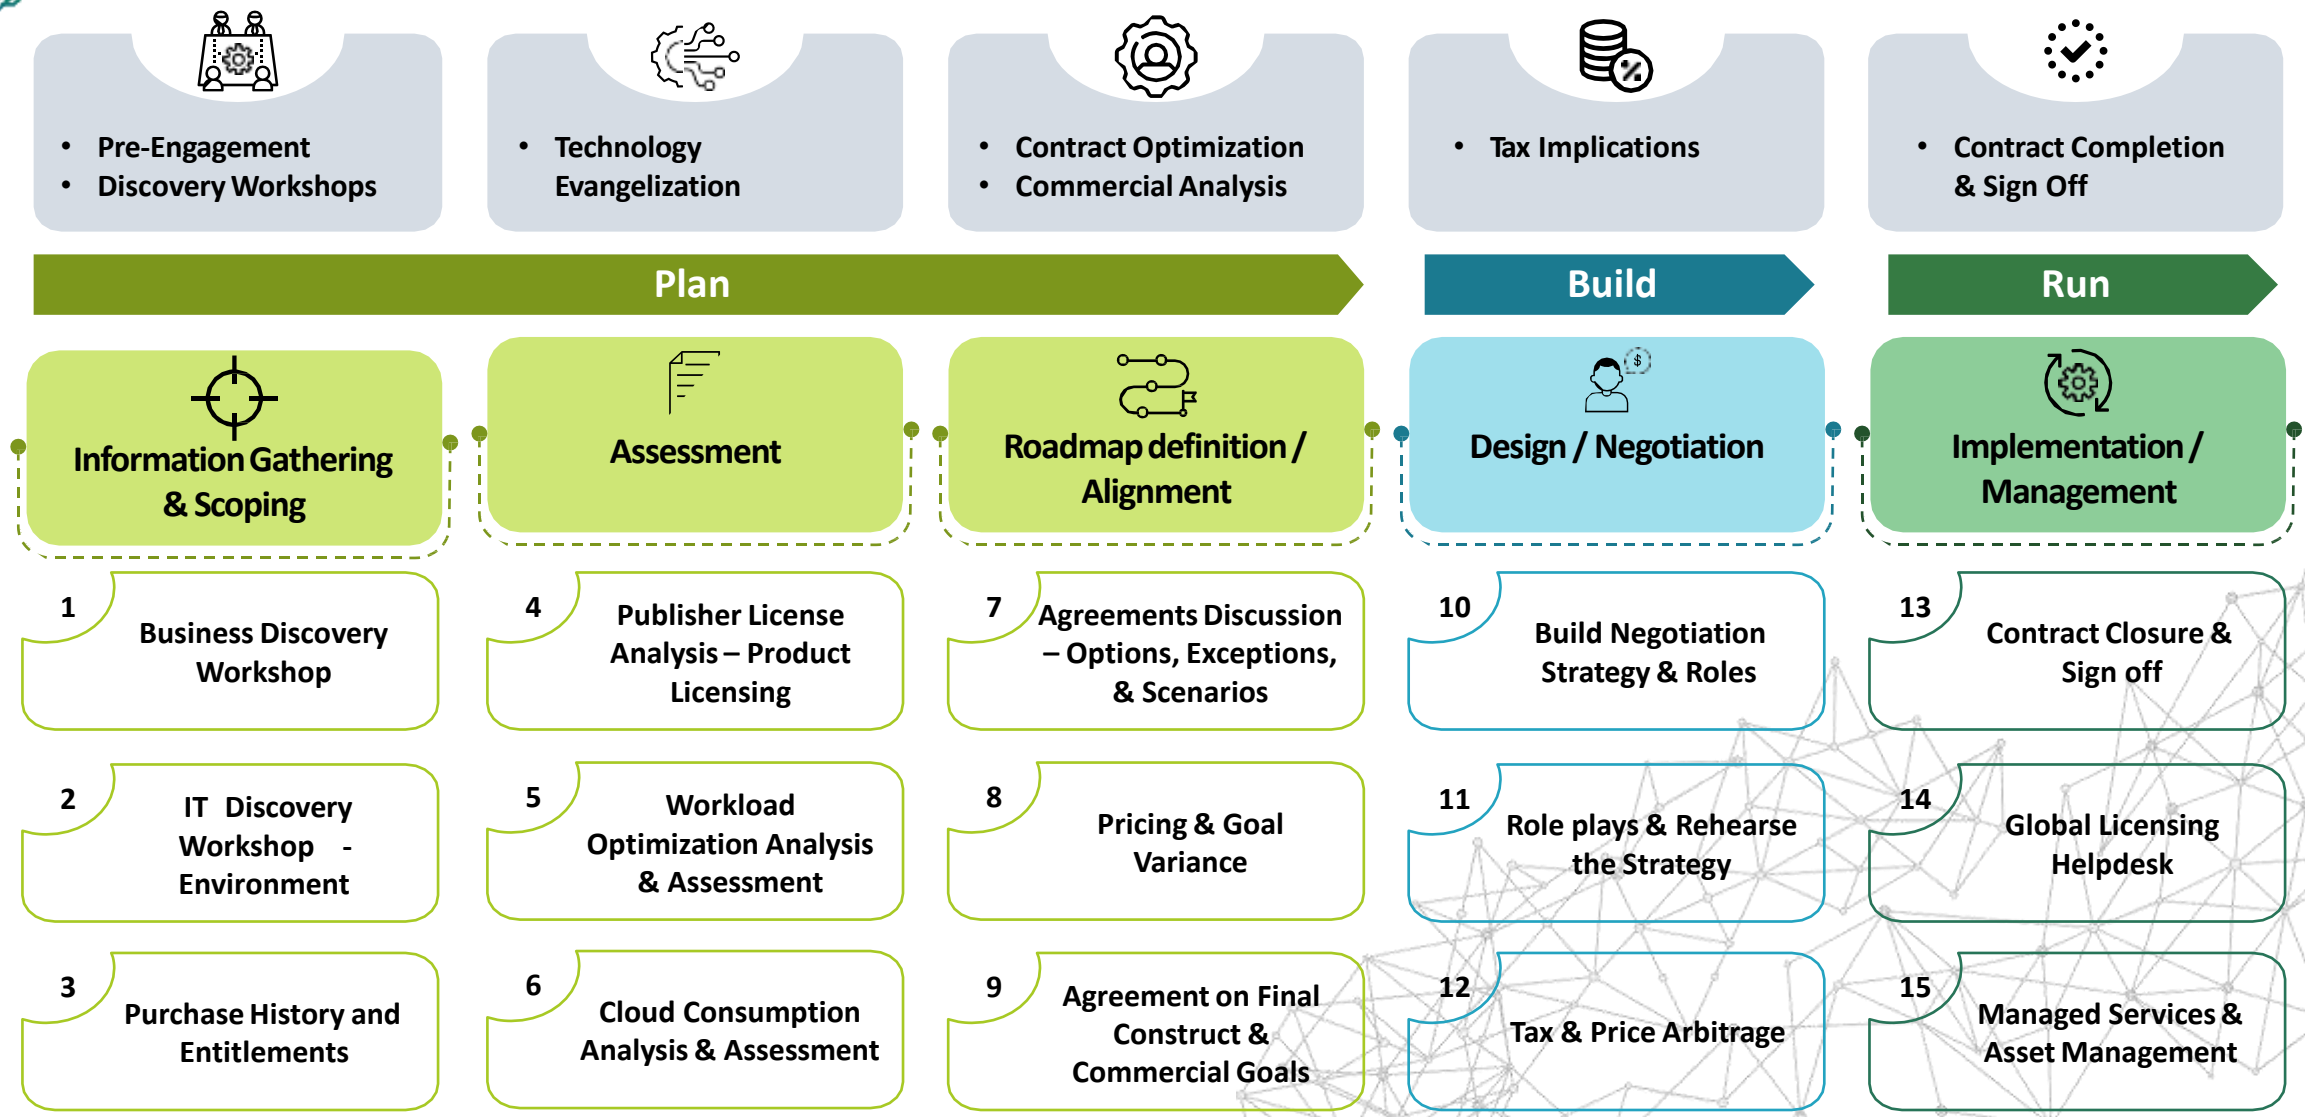 • Pre-Engagement
• Discovery Workshops
• Technology
Evangelization
• Contract Optimization
• Commercial Analysis
• Tax Implications
• Contract Completion
& Sign Off
Plan
Build
Run
Information Gathering
& Scoping
Assessment
Roadmap definition /
Alignment
$
Design / Negotiation
Implementation /
Management
1
Business Discovery
Workshop
4
Publisher License
Analysis – Product
Licensing
7
Agreements Discussion
– Options, Exceptions,
& Scenarios
10
Build Negotiation
Strategy & Roles
13
Contract Closure &
Sign off
2
IT Discovery
Workshop -
Environment
5
Workload
Optimization Analysis
& Assessment
8
Pricing & Goal
Variance
11
Role plays & Rehearse
the Strategy
14
Global Licensing
Helpdesk
3
Purchase History and
Entitlements
6
Cloud Consumption
Analysis & Assessment
9
Agreement on Final
Construct &
Commercial Goals
12
Tax & Price Arbitrage
15
Managed Services &
Asset Management